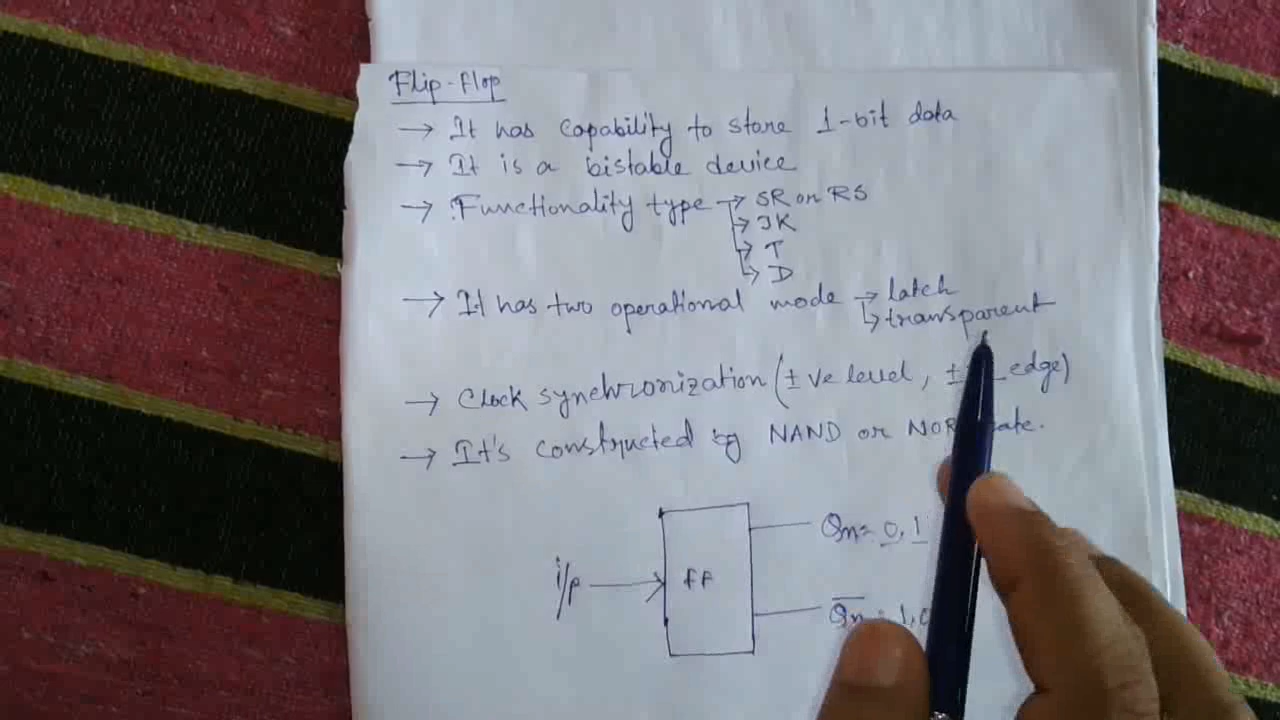 Flip-Flop
→ It has capability to store 1-bit data
→ It is a bistable device
→ Functionality type → SR or RS
→ JK
→ T
→ D
→ It has two operational mode → latch
→ transparent
→ Clock synchronization (± ve level, ± edge)
→ It's constructed by NAND or NOR
i/p
FF
Qn = 0, 1
Q̅n = 1, 0